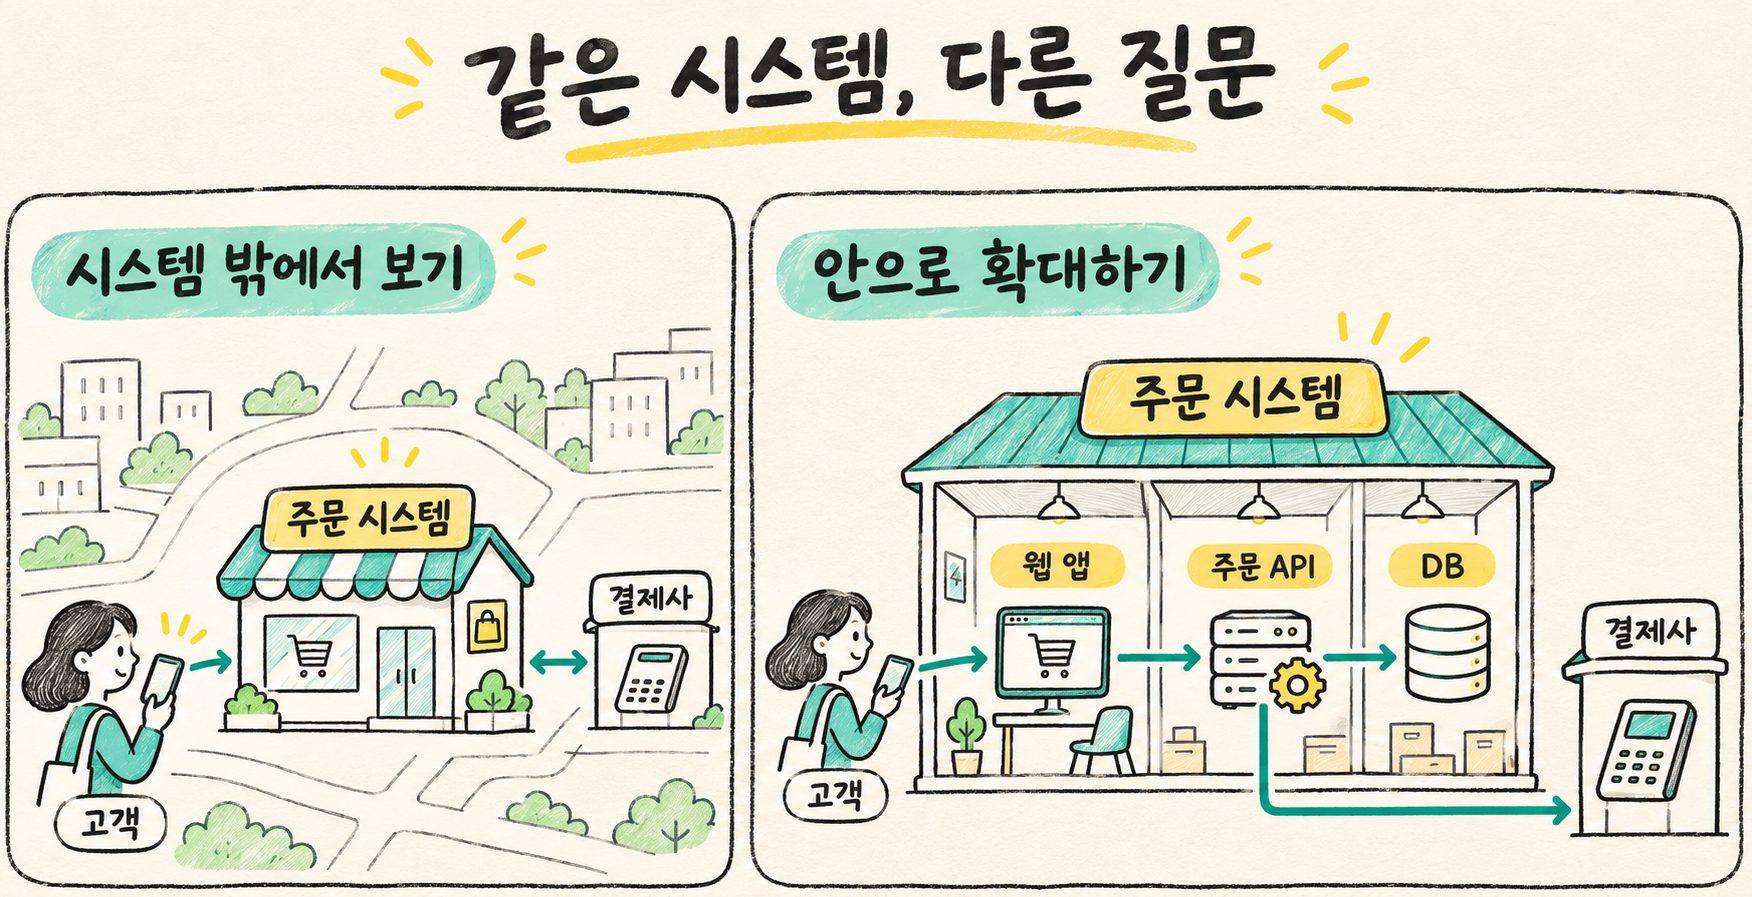 같은 시스템, 다른 질문
시스템 밖에서 보기
주문 시스템
결제사
고객
안으로 확대하기
주문 시스템
웹 앱
주문 API
DB
4
결제사
고객